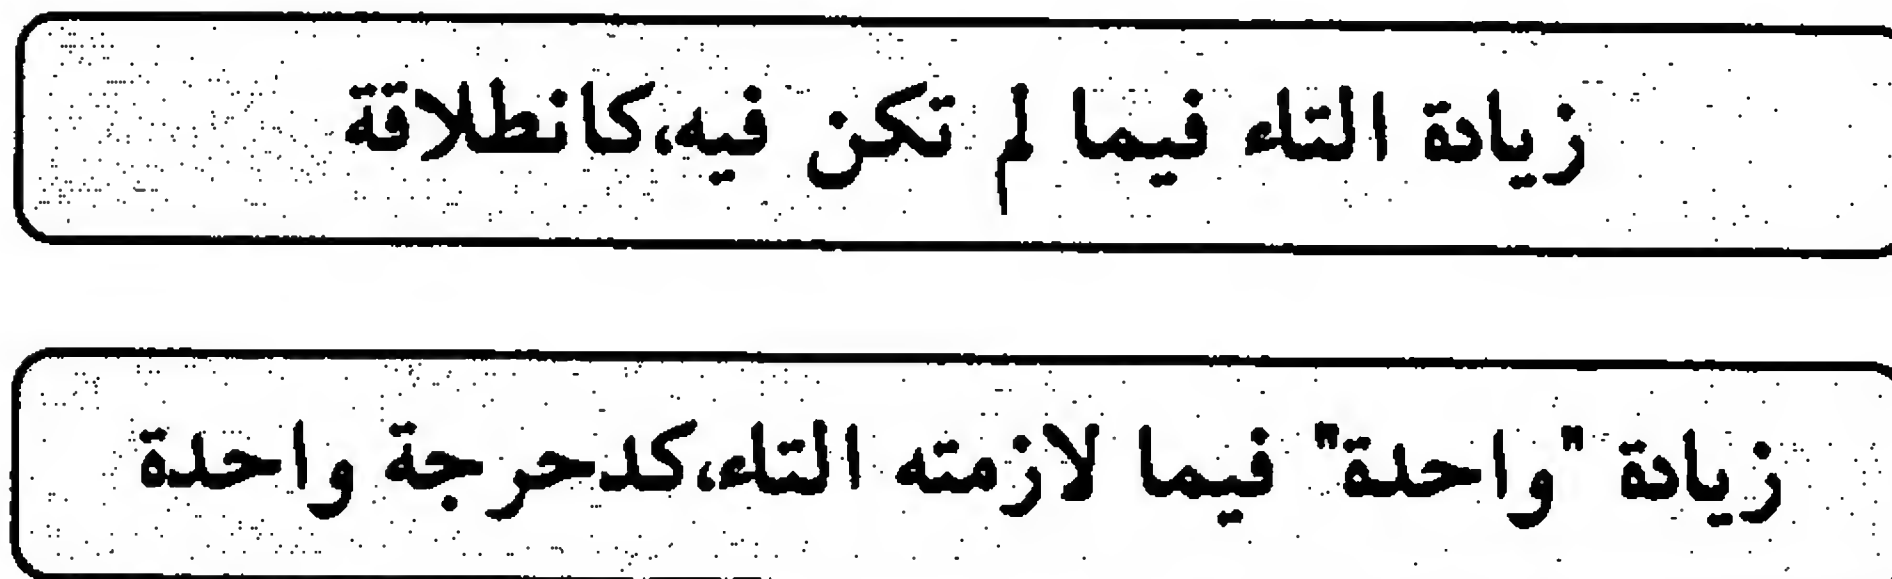 زيادة التاء فيما لم تكن فيه،كانطلاقة
زيادة "واحدة" فيما لازمته التاء،كدحرجة واحدة